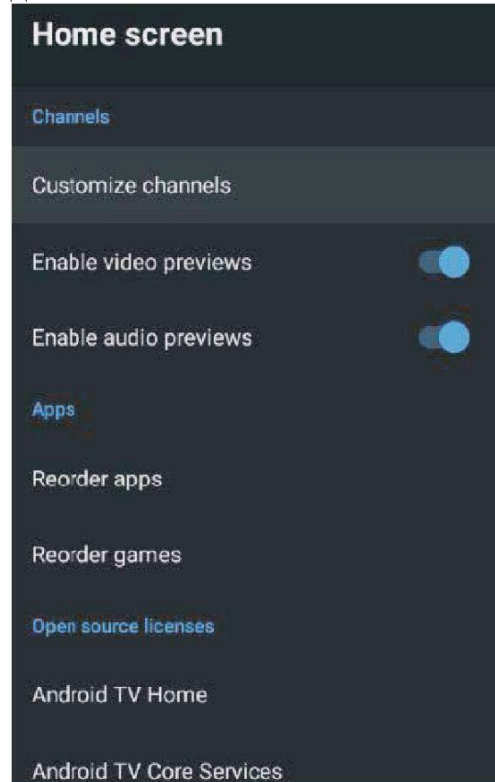 Home screen
Channels
Customize channels
Enable video previews
Enable audio previews
Apps
Reorder apps
Reorder games
Open source licenses
Android TV Home
Android TV Core Services